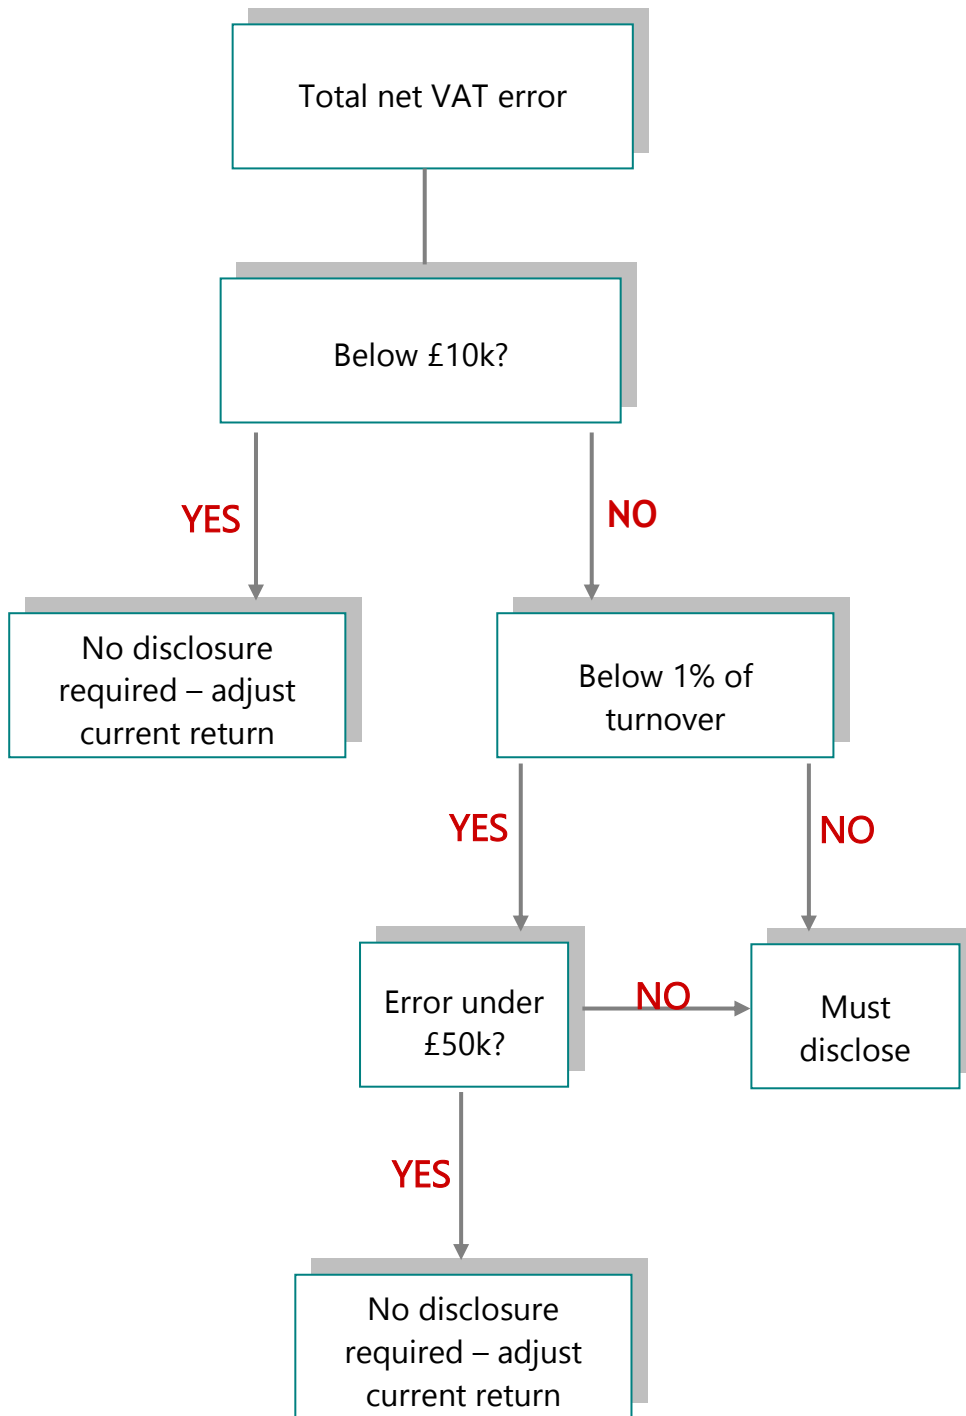 Total net VAT error
Below £10k?
YES
NO
No disclosure
required – adjust
current return
Below 1% of
turnover
YES
NO
Error under
£50k?
NO
Must
disclose
YES
No disclosure
required – adjust
current return